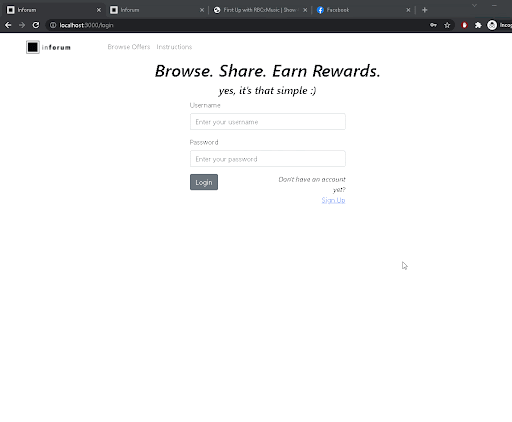 Inforum
Inforum
First Up with RBCxMusic | Show
Facebook
localhost:3000/login
Incog
inforum
Browse Offers
Instructions
Browse. Share. Earn Rewards.
yes, it's that simple :)
Username
Enter your username
Password
Enter your password
Login
Don't have an account
yet?
Sign Up